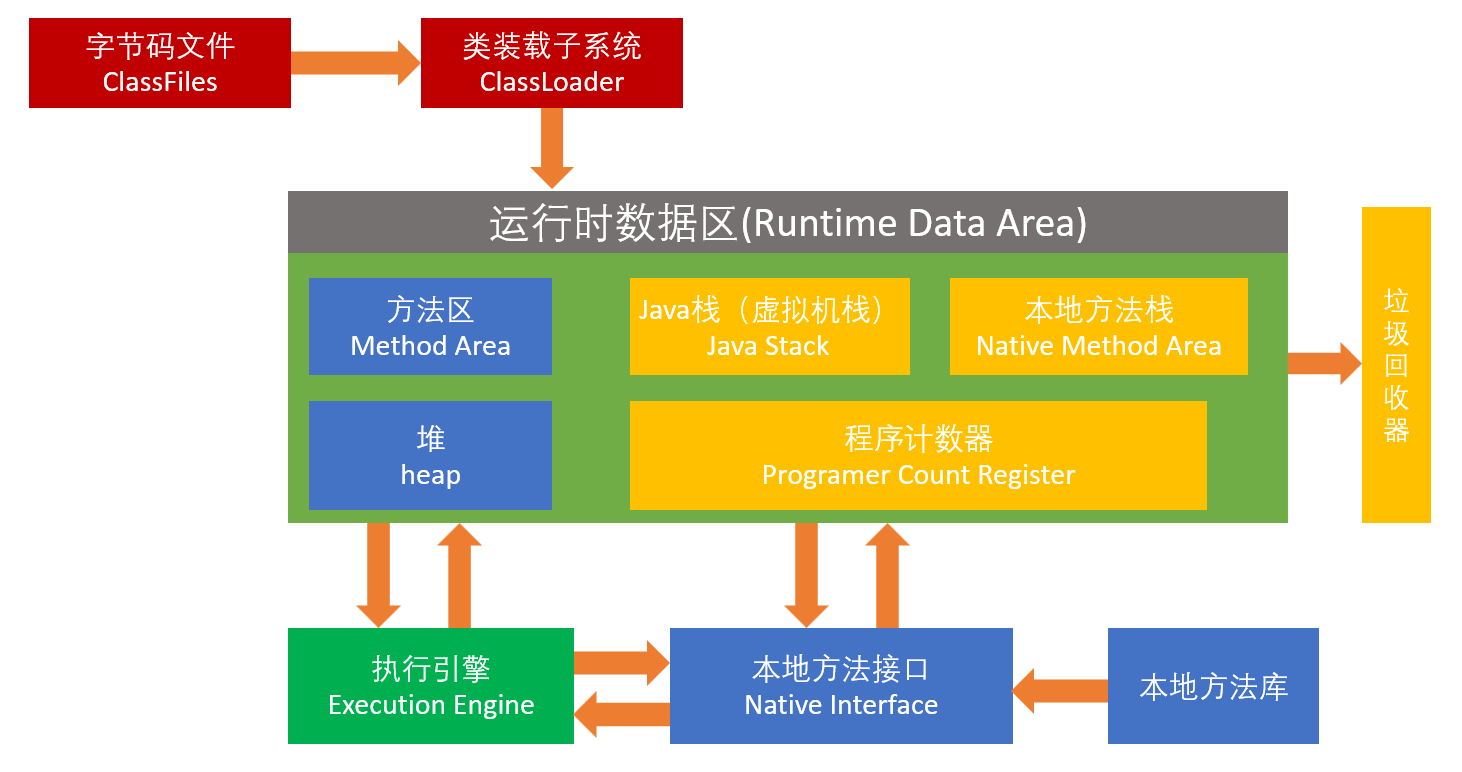 字节码文件
ClassFiles
类装载子系统
ClassLoader
运行时数据区(Runtime Data Area)
方法区
Method Area
Java栈（虚拟机栈）
Java Stack
本地方法栈
Native Method Area
堆
heap
程序计数器
Programer Count Register
垃
圾
回
收
器
执行引擎
Execution Engine
本地方法接口
Native Interface
本地方法库